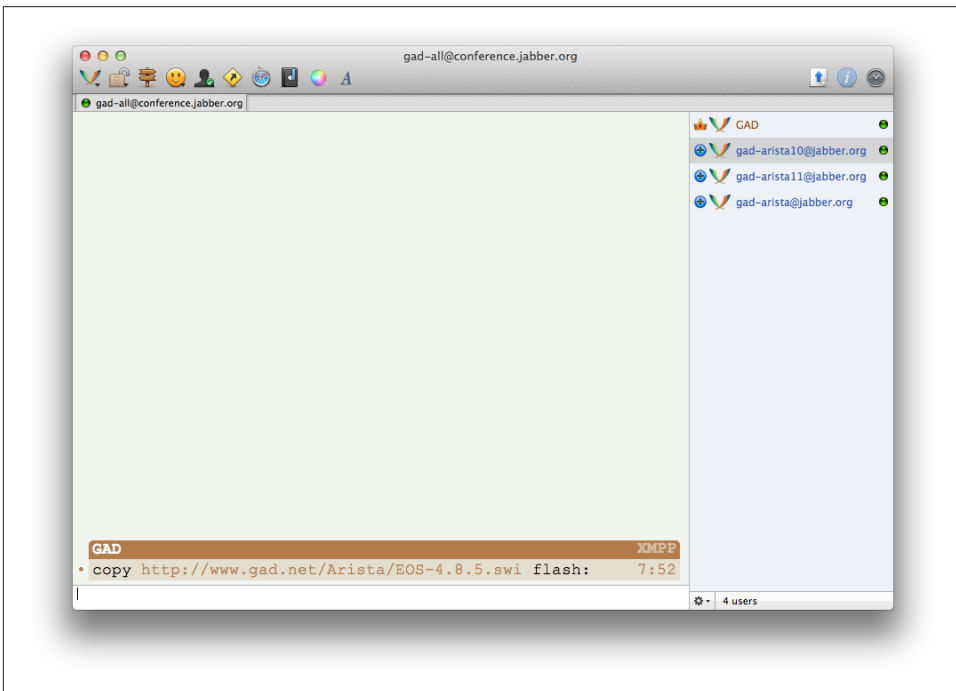 gad-all@conference.jabber.org
A
gad-all@conference.jabber.org
GAD
gad-arista10@jabber.org
gad-arista11@jabber.org
gad-arista@jabber.org
GAD XMPP
• copy http://www.gad.net/Arista/EOS-4.8.5.swi flash: 7:52
4 users